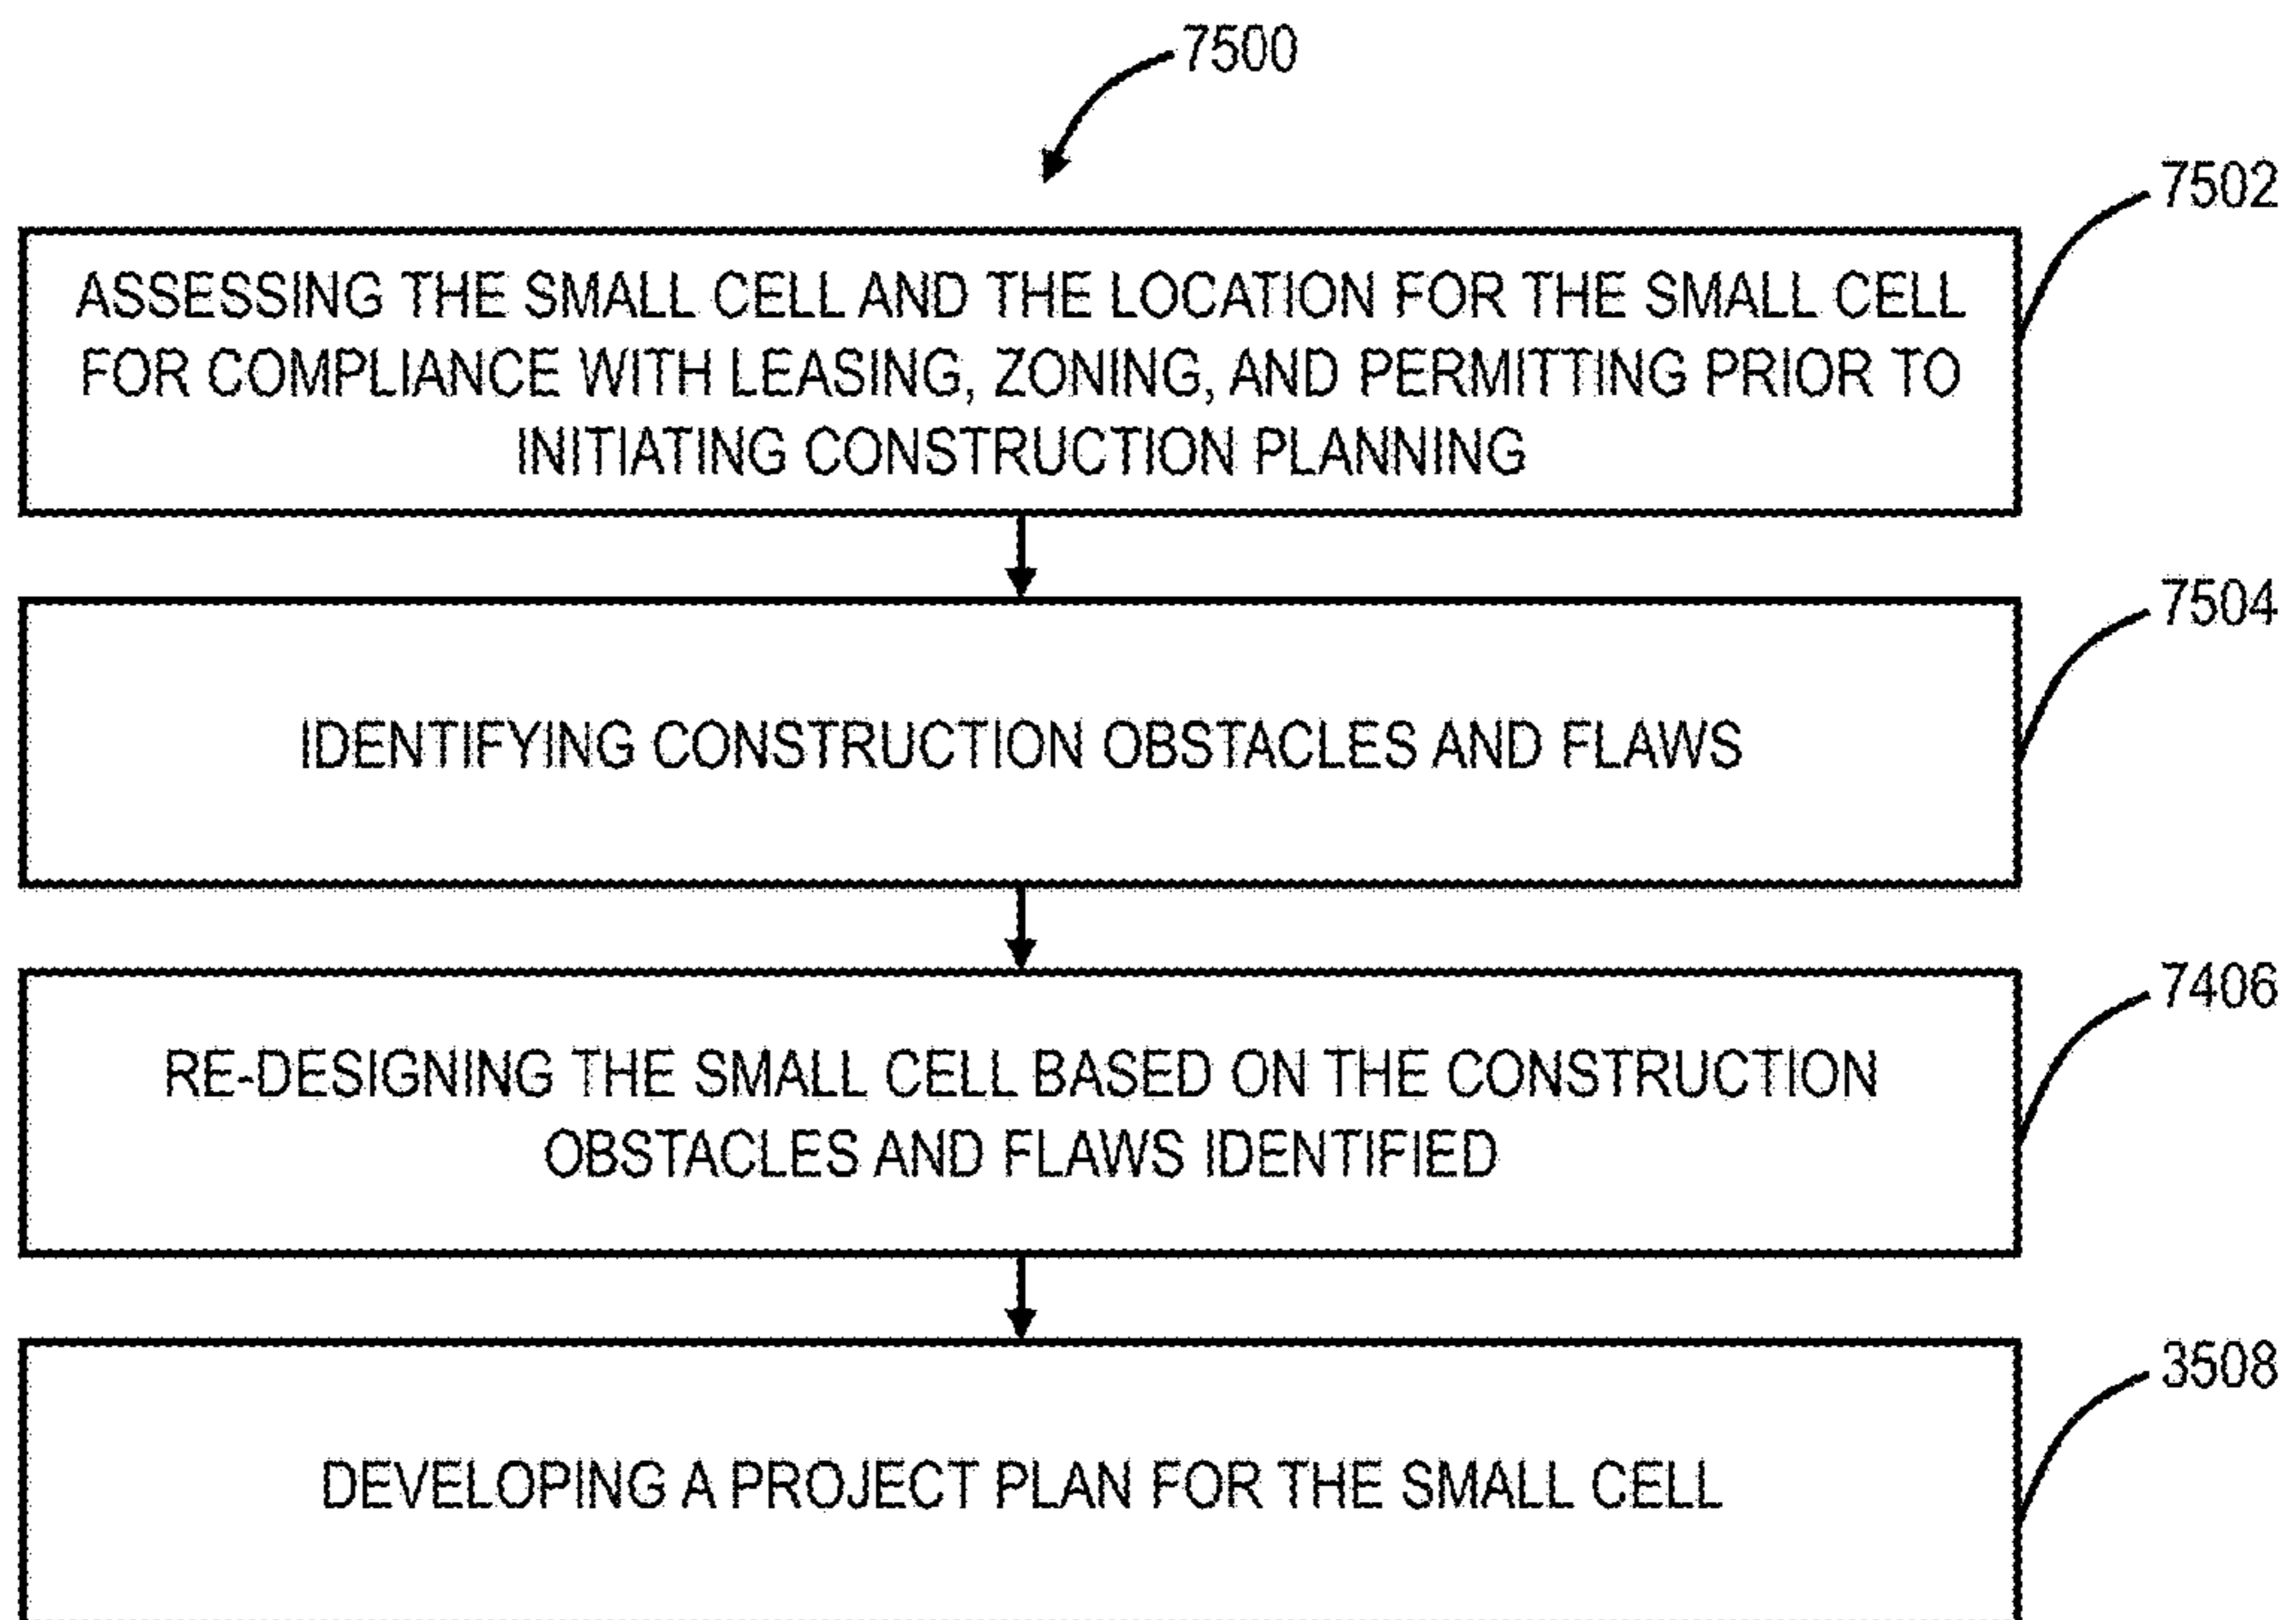 7500
7502
ASSESSING THE SMALL CELL AND THE LOCATION FOR THE SMALL CELL
FOR COMPLIANCE WITH LEASING, ZONING, AND PERMITTING PRIOR TO
INITIATING CONSTRUCTION PLANNING
7504
IDENTIFYING CONSTRUCTION OBSTACLES AND FLAWS
7406
RE-DESIGNING THE SMALL CELL BASED ON THE CONSTRUCTION
OBSTACLES AND FLAWS IDENTIFIED
3508
DEVELOPING A PROJECT PLAN FOR THE SMALL CELL